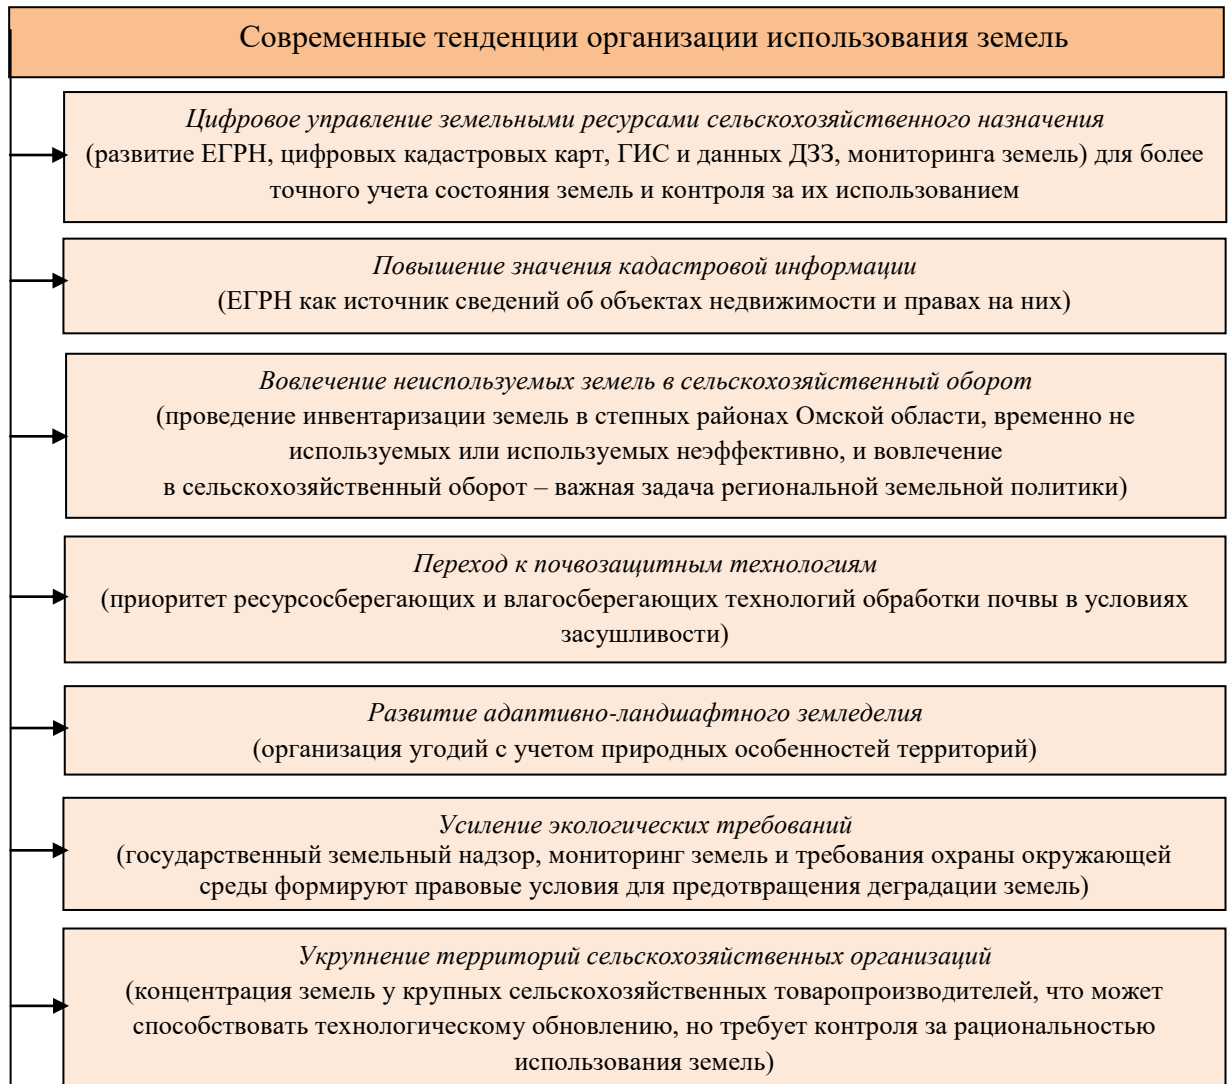 Современные тенденции организации использования земель
Цифровое управление земельными ресурсами сельскохозяйственного назначения
(развитие ЕГРН, цифровых кадастровых карт, ГИС и данных ДЗЗ, мониторинга земель) для более
точного учета состояния земель и контроля за их использованием
Повышение значения кадастровой информации
(ЕГРН как источник сведений об объектах недвижимости и правах на них)
Вовлечение неиспользуемых земель в сельскохозяйственный оборот
(проведение инвентаризации земель в степных районах Омской области, временно не
используемых или используемых неэффективно, и вовлечение
в сельскохозяйственный оборот – важная задача региональной земельной политики)
Переход к почвозащитным технологиям
(приоритет ресурсосберегающих и влагосберегающих технологий обработки почвы в условиях
засушливости)
Развитие адаптивно-ландшафтного земледелия
(организация угодий с учетом природных особенностей территорий)
Усиление экологических требований
(государственный земельный надзор, мониторинг земель и требования охраны окружающей
среды формируют правовые условия для предотвращения деградации земель)
Укрупнение территорий сельскохозяйственных организаций
(концентрация земель у крупных сельскохозяйственных товаропроизводителей, что может
способствовать технологическому обновлению, но требует контроля за рациональностью
использования земель)